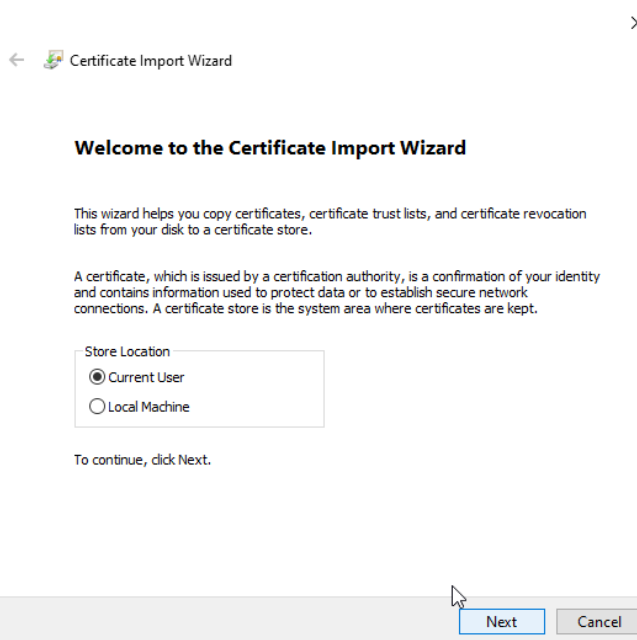 Certificate Import Wizard
Welcome to the Certificate Import Wizard
This wizard helps you copy certificates, certificate trust lists, and certificate revocation
lists from your disk to a certificate store.
A certificate, which is issued by a certification authority, is a confirmation of your identity
and contains information used to protect data or to establish secure network
connections. A certificate store is the system area where certificates are kept.
Store Location
Current User
Local Machine
To continue, click Next.
Next
Cancel